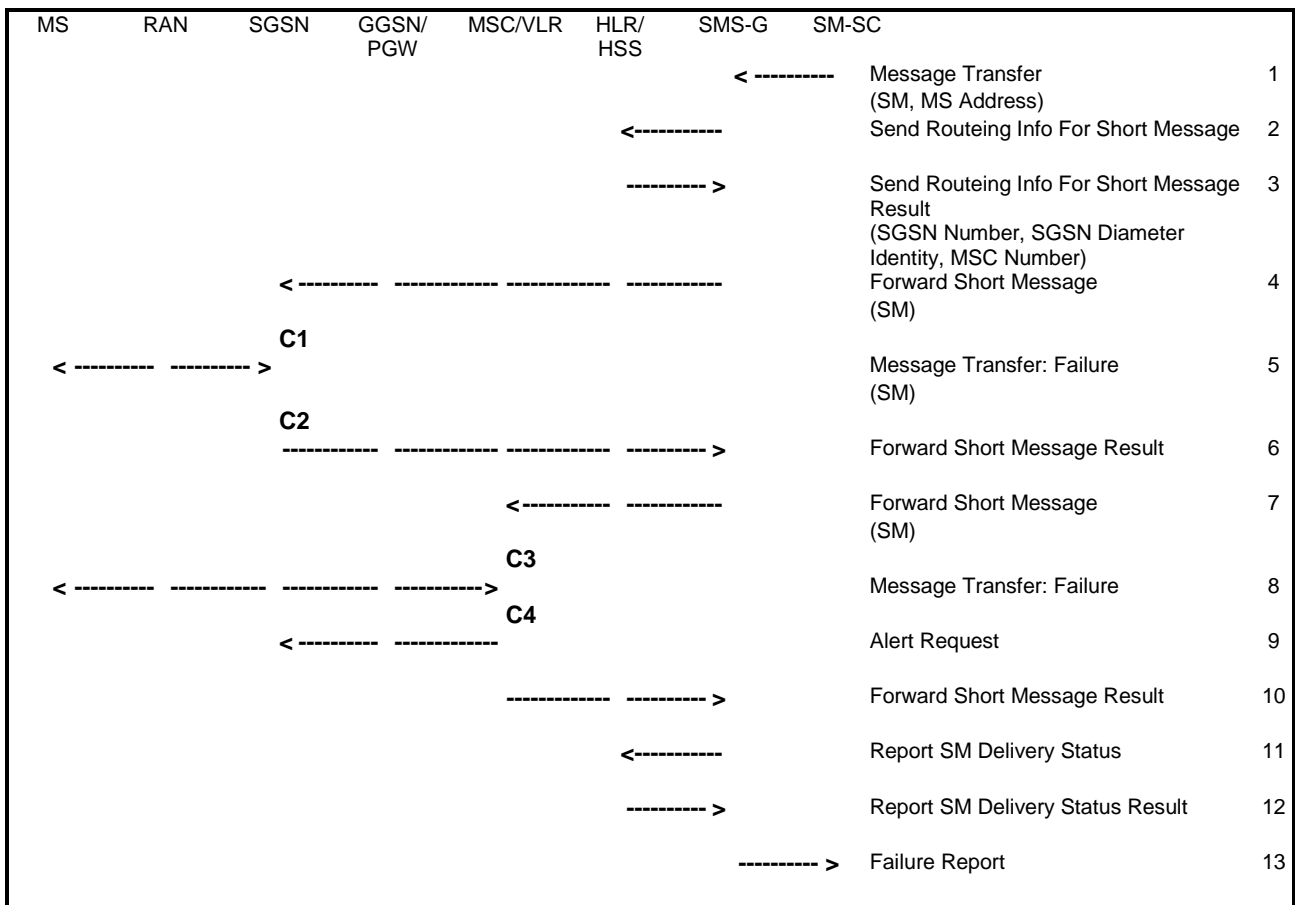 MS RAN SGSN GGSN/ MSC/VLR HLR/ SMS-G SM-SC
PGW HSS
< ---------- Message Transfer 1
(SM, MS Address)
<----------- Send Routeing Info For Short Message 2
---------- > Send Routeing Info For Short Message 3
Result
(SGSN Number, SGSN Diameter
Identity, MSC Number)
< ---------- ------------- ------------- ------------ Forward Short Message 4
(SM)
C1
< ---------- ---------- > Message Transfer: Failure 5
(SM)
C2
------------ ------------- ------------- ---------- > Forward Short Message Result 6
<----------- ------------ Forward Short Message 7
(SM)
C3
< ---------- ------------ ------------ -----------> Message Transfer: Failure 8
C4
< ---------- ------------- Alert Request 9
------------- ---------- > Forward Short Message Result 10
<----------- Report SM Delivery Status 11
---------- > Report SM Delivery Status Result 12
---------- > Failure Report 13